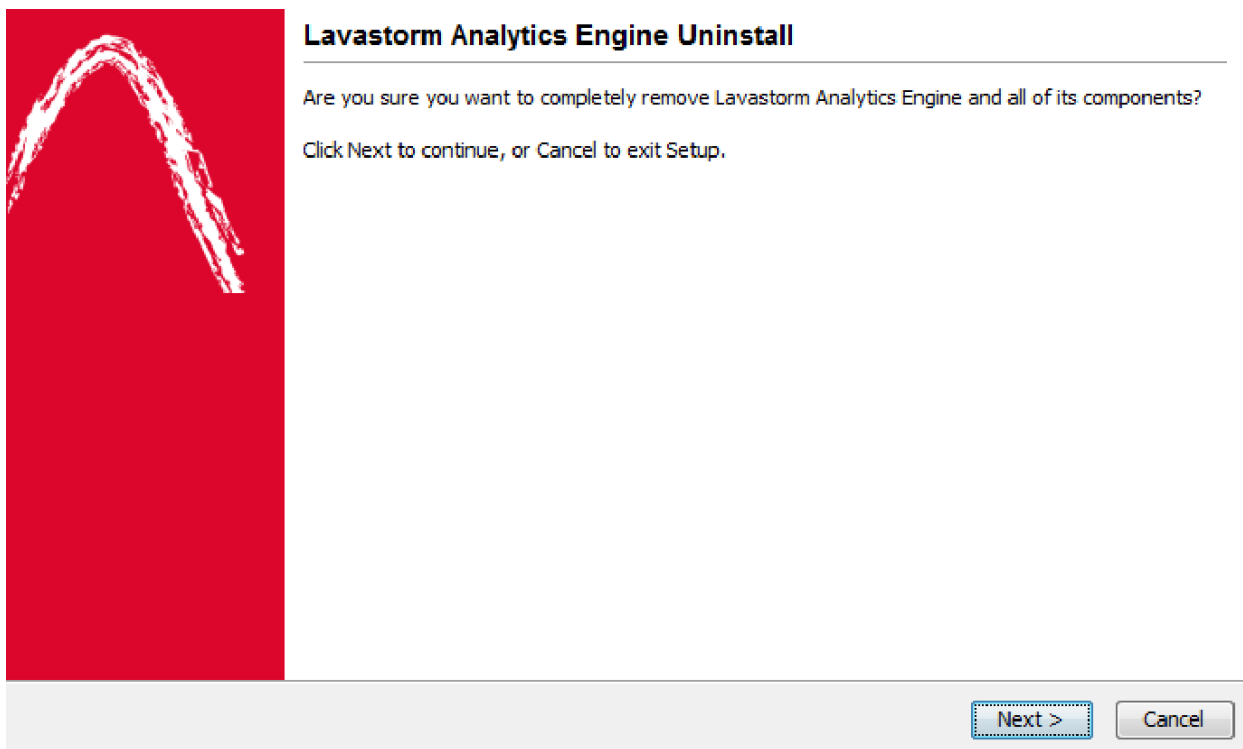 Lavastorm Analytics Engine Uninstall
Are you sure you want to completely remove Lavastorm Analytics Engine and all of its components?
Click Next to continue, or Cancel to exit Setup.
Next >
Cancel